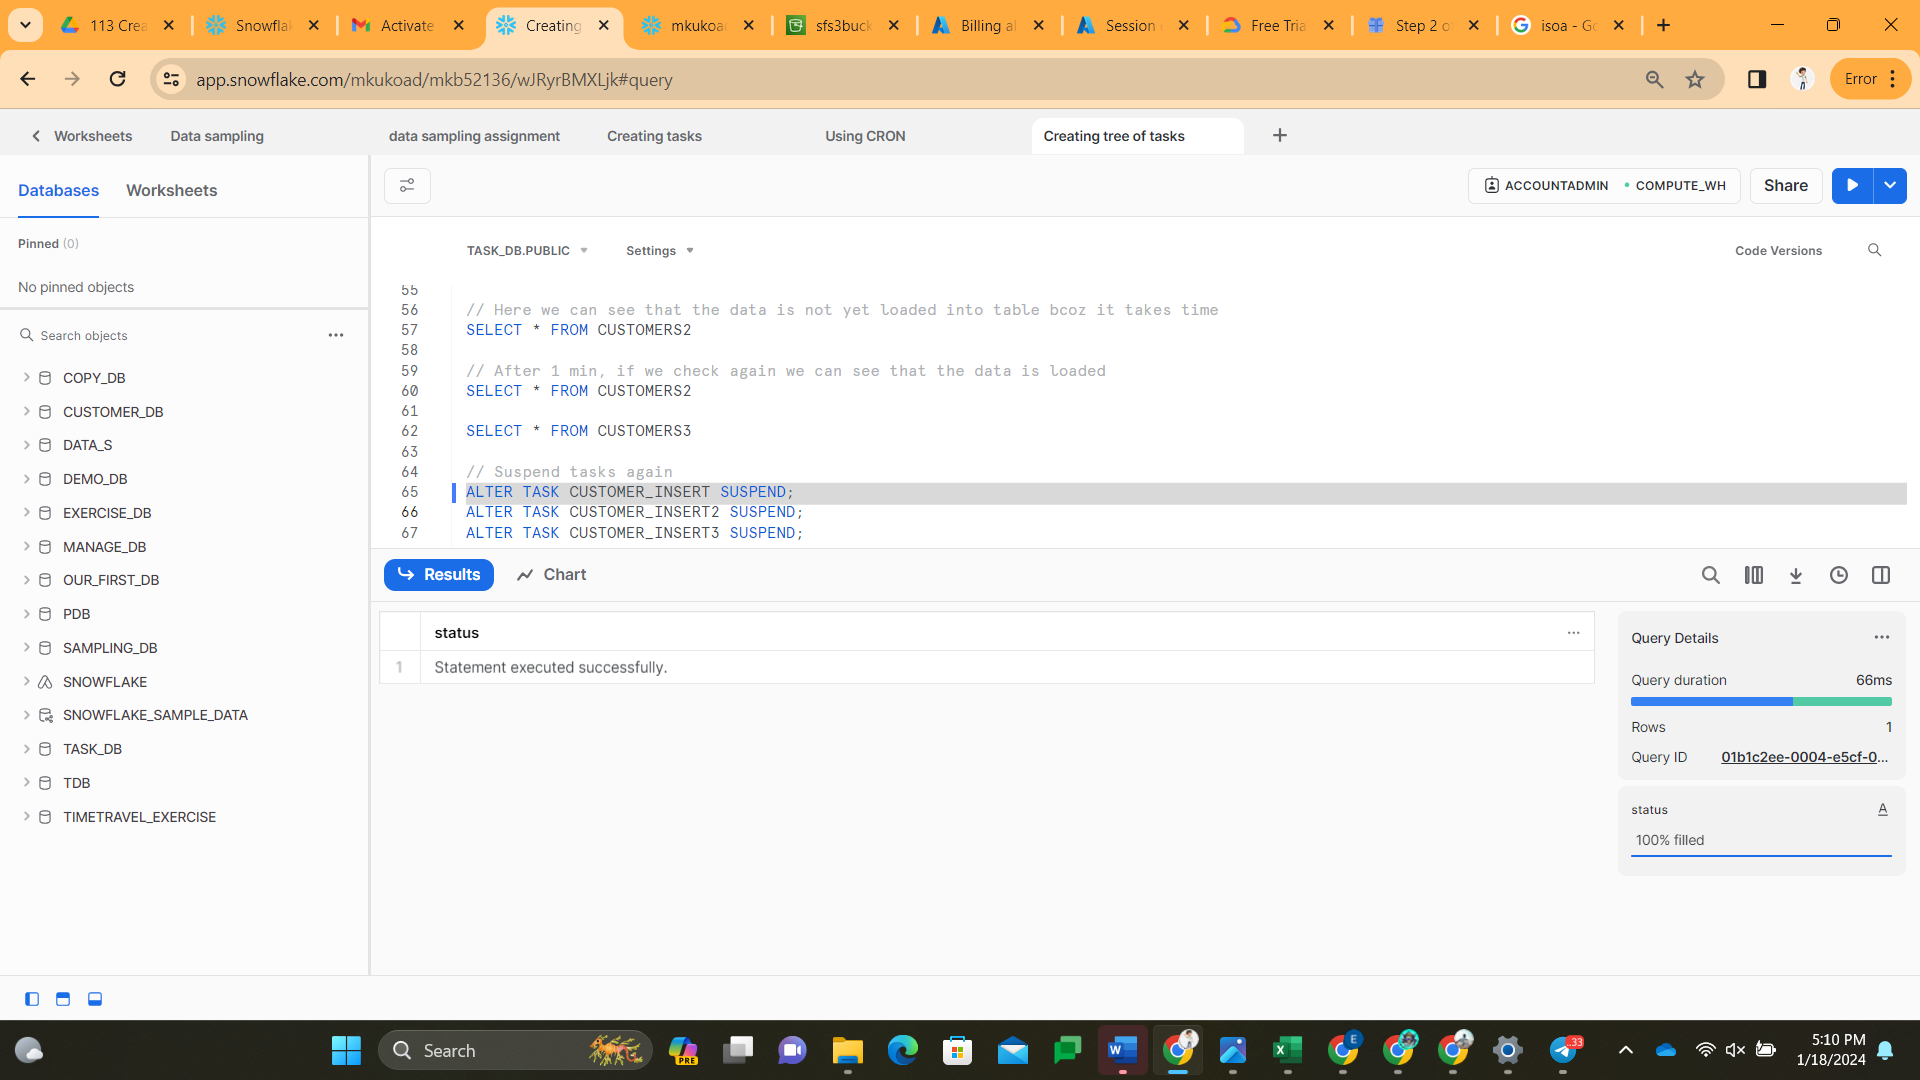 113 Crea
Snowflak
Activate
Creating
mkukoad
sfs3buck
Billing al
Session
Free Tria
Step 2 o
isoa - Go
app.snowflake.com/mkukoad/mkb52136/wJRyrBMXLjk#query
Error
Worksheets
Data sampling
data sampling assignment
Creating tasks
Using CRON
Creating tree of tasks
Databases
Worksheets
ACCOUNTADMIN
COMPUTE_WH
Share
Pinned (0)
No pinned objects
Search objects
COPY_DB
CUSTOMER_DB
DATA_S
DEMO_DB
EXERCISE_DB
MANAGE_DB
OUR_FIRST_DB
PDB
SAMPLING_DB
SNOWFLAKE
SNOWFLAKE_SAMPLE_DATA
TASK_DB
TDB
TIMETRAVEL_EXERCISE
TASK_DB.PUBLIC
Settings
Code Versions
55
56 // Here we can see that the data is not yet loaded into table bcoz it takes time
57 SELECT * FROM CUSTOMERS2
58
59 // After 1 min, if we check again we can see that the data is loaded
60 SELECT * FROM CUSTOMERS2
61
62 SELECT * FROM CUSTOMERS3
63
64 // Suspend tasks again
65 ALTER TASK CUSTOMER_INSERT SUSPEND;
66 ALTER TASK CUSTOMER_INSERT2 SUSPEND;
67 ALTER TASK CUSTOMER_INSERT3 SUSPEND;
Results
Chart
status
...
1 Statement executed successfully.
Query Details
...
Query duration 66ms
Rows 1
Query ID 01b1c2ee-0004-e5cf-0...
status A
100% filled
Search
PRE
E
..33
5:10 PM
1/18/2024